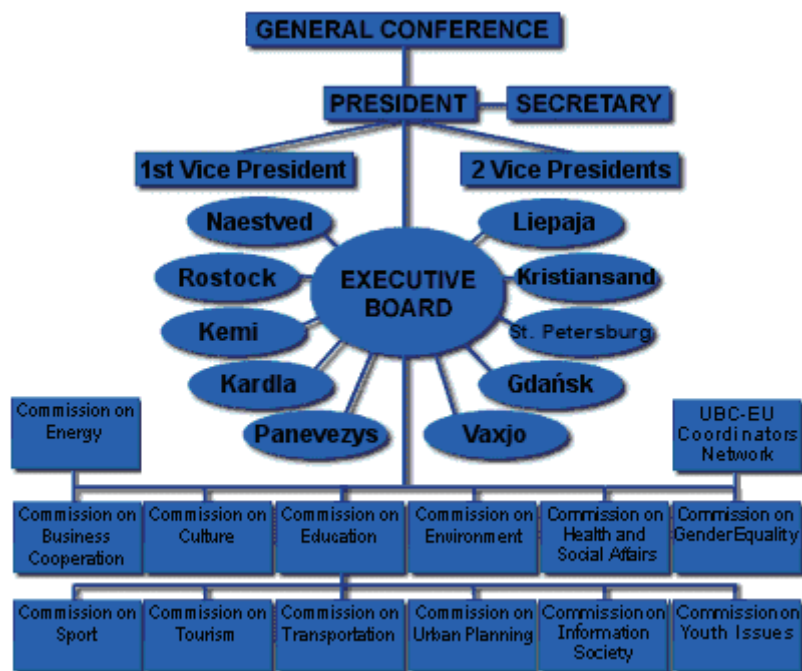 GENERAL CONFERENCE
PRESIDENT
SECRETARY
1st Vice President
2 Vice Presidents
Naestved
Liepaja
Rostock
EXECUTIVE
BOARD
Kristiansand
Kemi
St. Petersburg
Kardla
Gdańsk
Panevezys
Vaxjo
Commission on
Energy
UBC-EU
Coordinators
Network
Commission on
Business
Cooperation
Commission on
Culture
Commission on
Education
Commission on
Environment
Commission on
Health and
Social Affairs
Commission on
Gender Equality
Commission on
Sport
Commission on
Tourism
Commission on
Transportation
Commission on
Urban Planning
Commission on
Information
Society
Commission on
Youth Issues